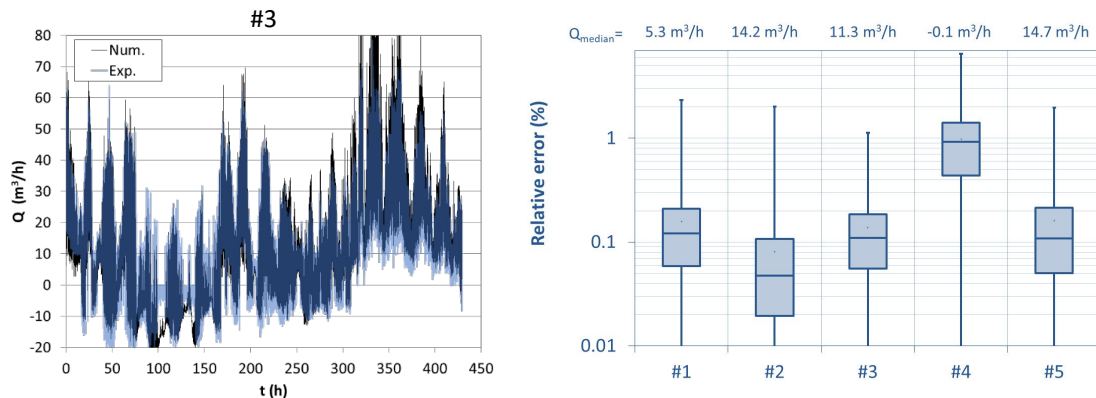 #3
80
70
60
50
40
30
20
10
0
-10
-20
Q (m³/h)
Num.
Exp.
0 50 100 150 200 250 300 350 400 450
t (h)
Qmedian= 5.3 m³/h 14.2 m³/h 11.3 m³/h -0.1 m³/h 14.7 m³/h
Relative error (%)
1
0.1
0.01
#1 #2 #3 #4 #5